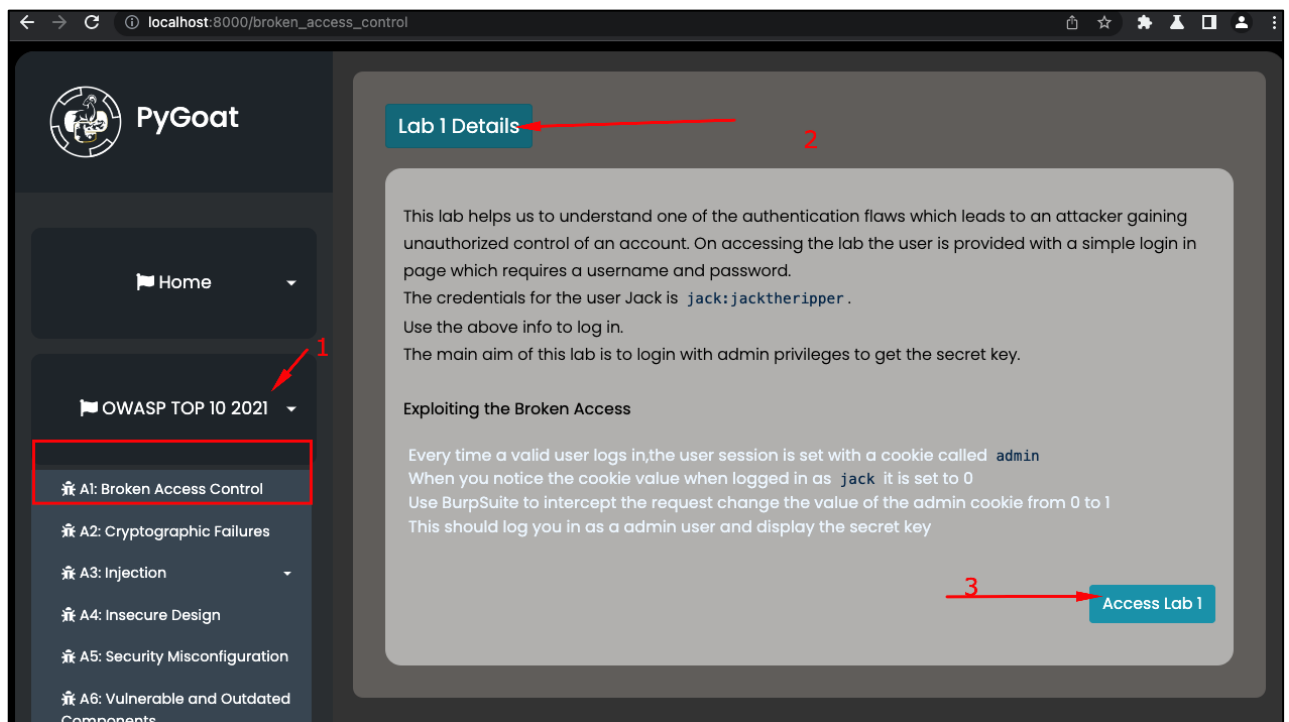 localhost:8000/broken_access_control
PyGoat
Home
1
OWASP TOP 10 2021
A1: Broken Access Control
A2: Cryptographic Failures
A3: Injection
A4: Insecure Design
A5: Security Misconfiguration
A6: Vulnerable and Outdated
Components
Lab 1 Details
2
This lab helps us to understand one of the authentication flaws which leads to an attacker gaining
unauthorized control of an account. On accessing the lab the user is provided with a simple login in
page which requires a username and password.
The credentials for the user Jack is jack:jacktheripper.
Use the above info to log in.
The main aim of this lab is to login with admin privileges to get the secret key.
Exploiting the Broken Access
Every time a valid user logs in,the user session is set with a cookie called admin
When you notice the cookie value when logged in as jack it is set to 0
Use BurpSuite to intercept the request change the value of the admin cookie from 0 to 1
This should log you in as a admin user and display the secret key
3
Access Lab 1